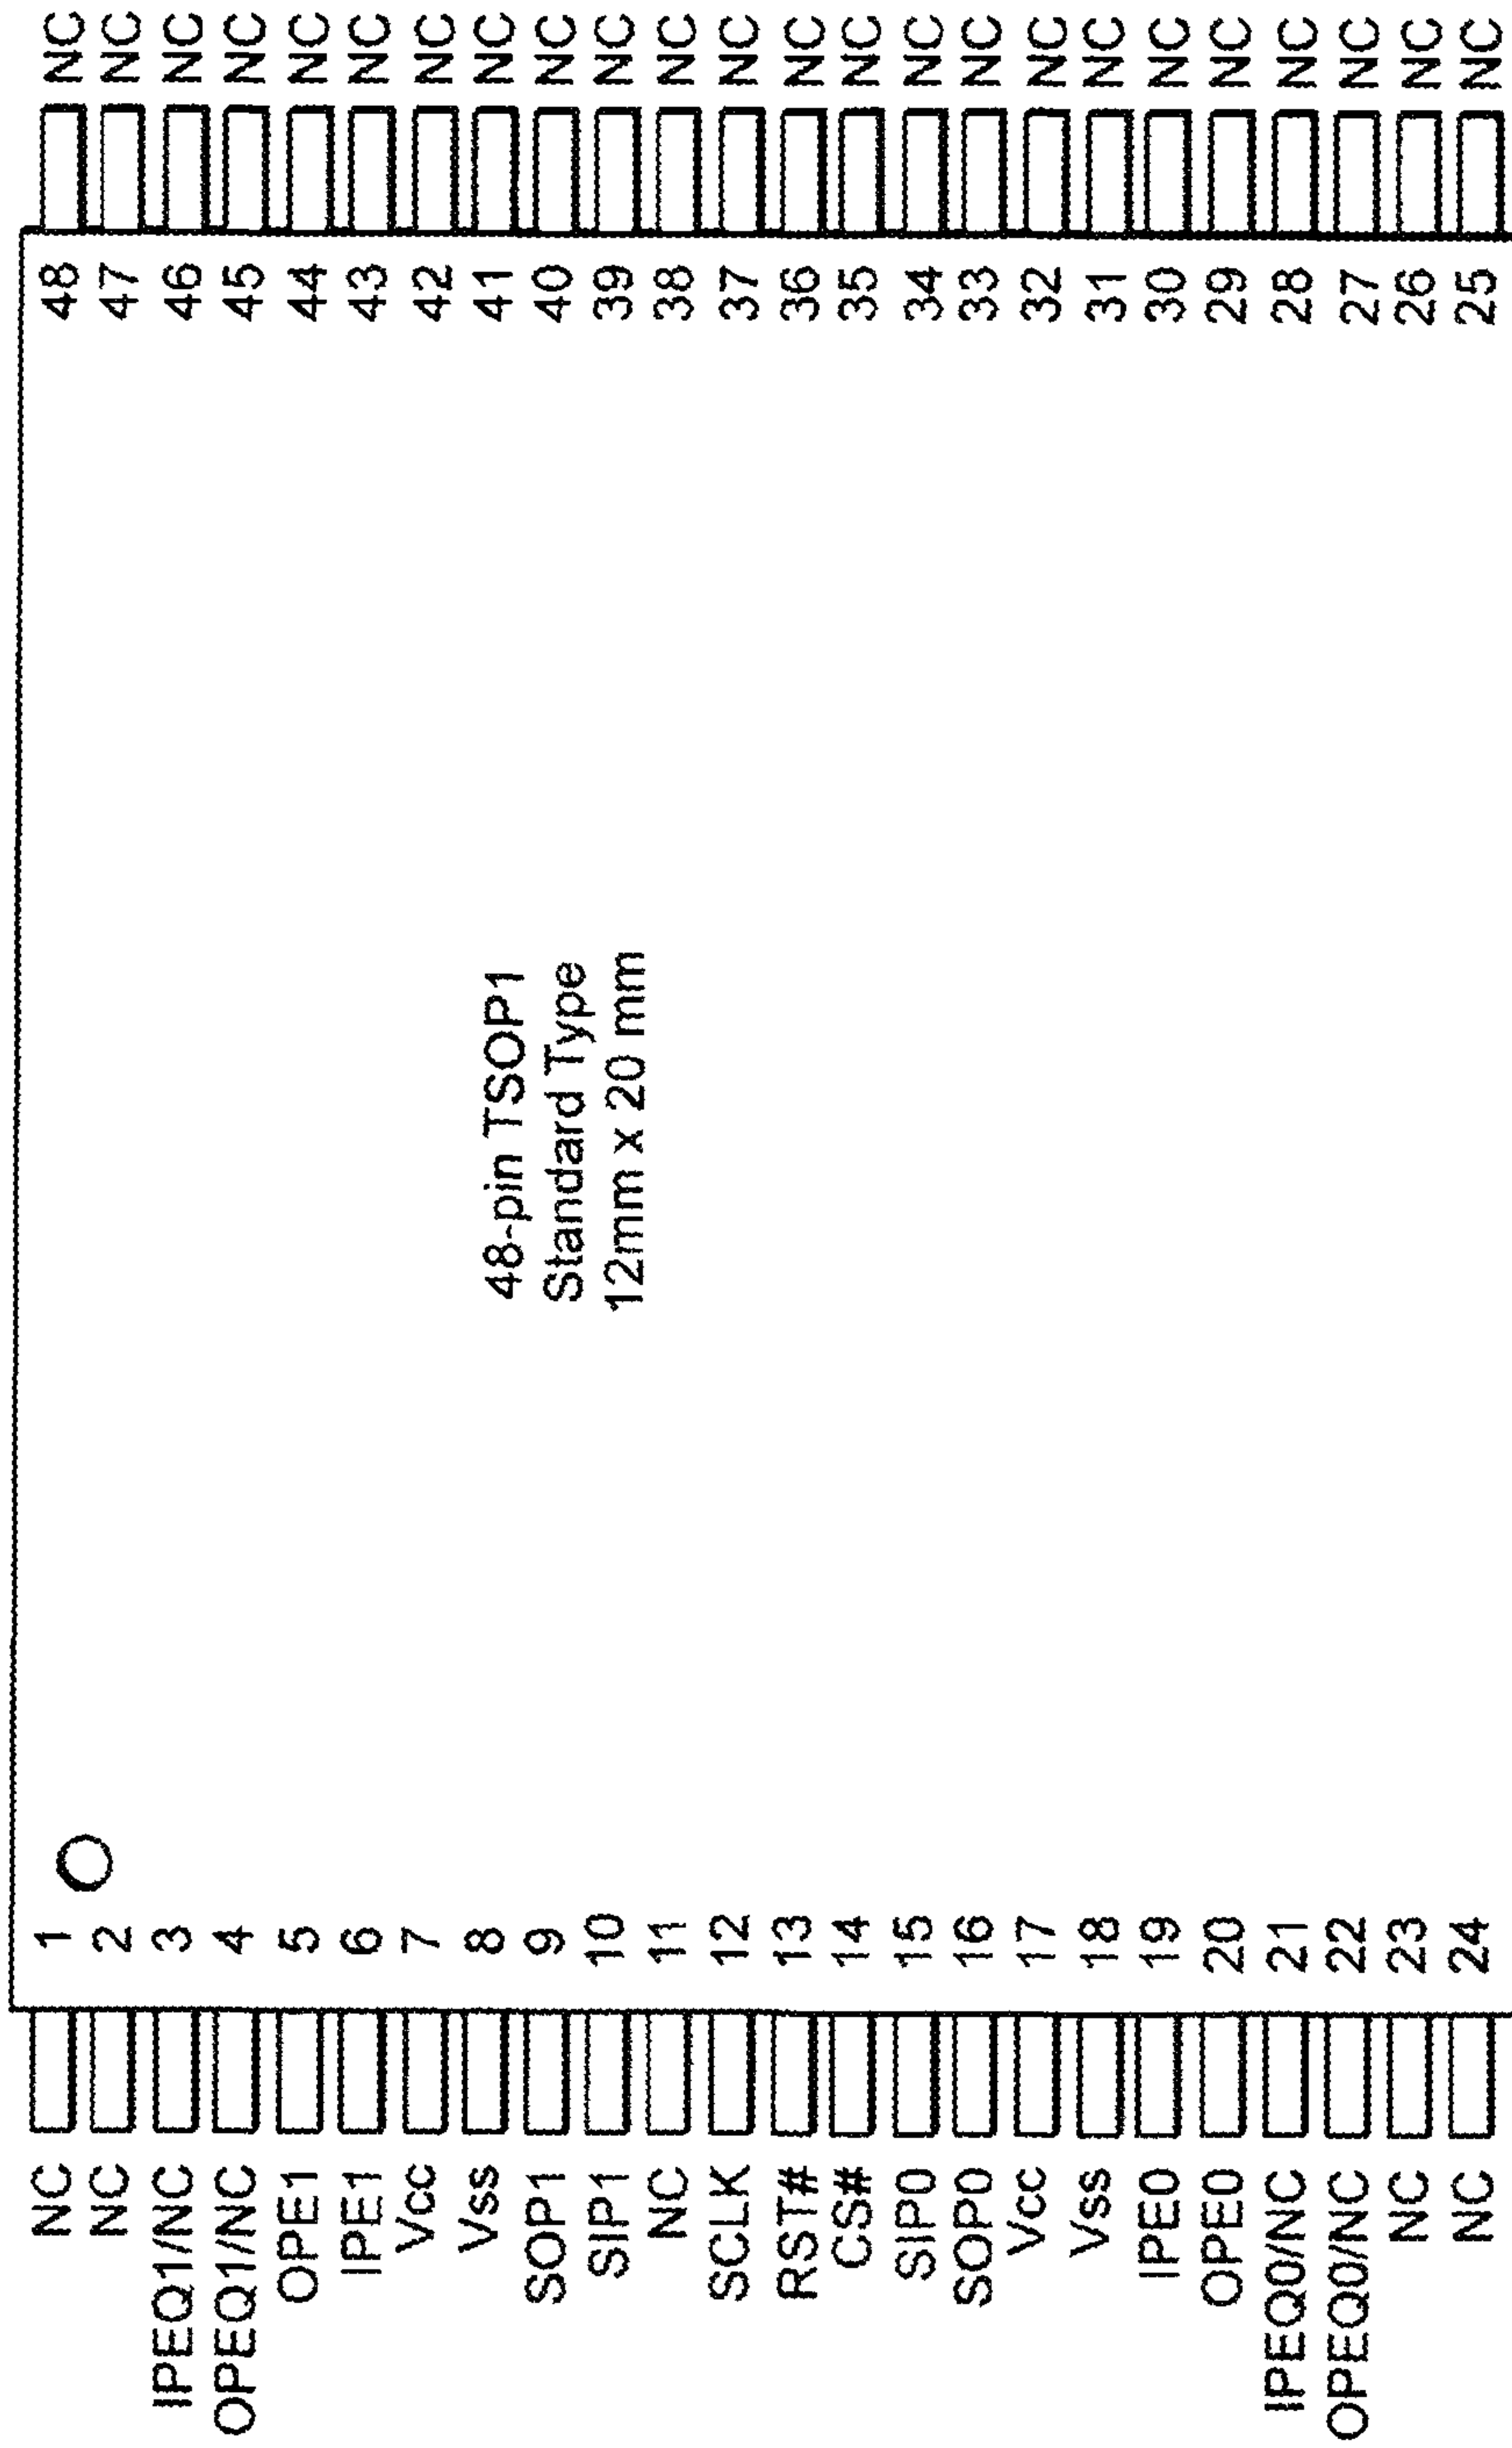 NC 1
NC 2
IPEQ1/NC 3
OPEQ1/NC 4
OPE1 5
IPE1 6
Vcc 7
Vss 8
SOP1 9
SIP1 10
NC 11
SCLK 12
RST# 13
CS# 14
SIP0 15
SOP0 16
Vcc 17
Vss 18
IPE0 19
OPE0 20
IPEQ0/NC 21
OPEQ0/NC 22
NC 23
NC 24
48-pin TSOP1
Standard Type
12mm x 20 mm
48 NC
47 NC
46 NC
45 NC
44 NC
43 NC
42 NC
41 NC
40 NC
39 NC
38 NC
37 NC
36 NC
35 NC
34 NC
33 NC
32 NC
31 NC
30 NC
29 NC
28 NC
27 NC
26 NC
25 NC